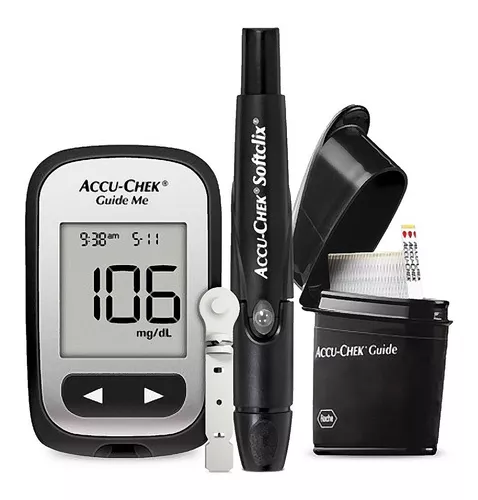 ACCU-CHEK®
Guide Me
9:38am 5-11
106
mg/dL
ACCU-CHEK® Softclix®
ACCU-CHEK® Guide
Roche